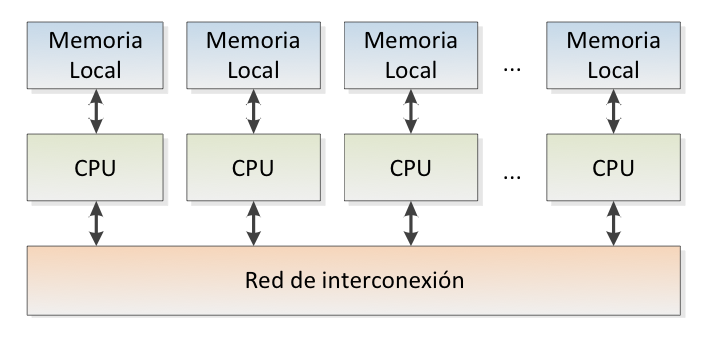 Memoria Local
Memoria Local
Memoria Local
...
Memoria Local
CPU
CPU
CPU
...
CPU
Red de interconexión